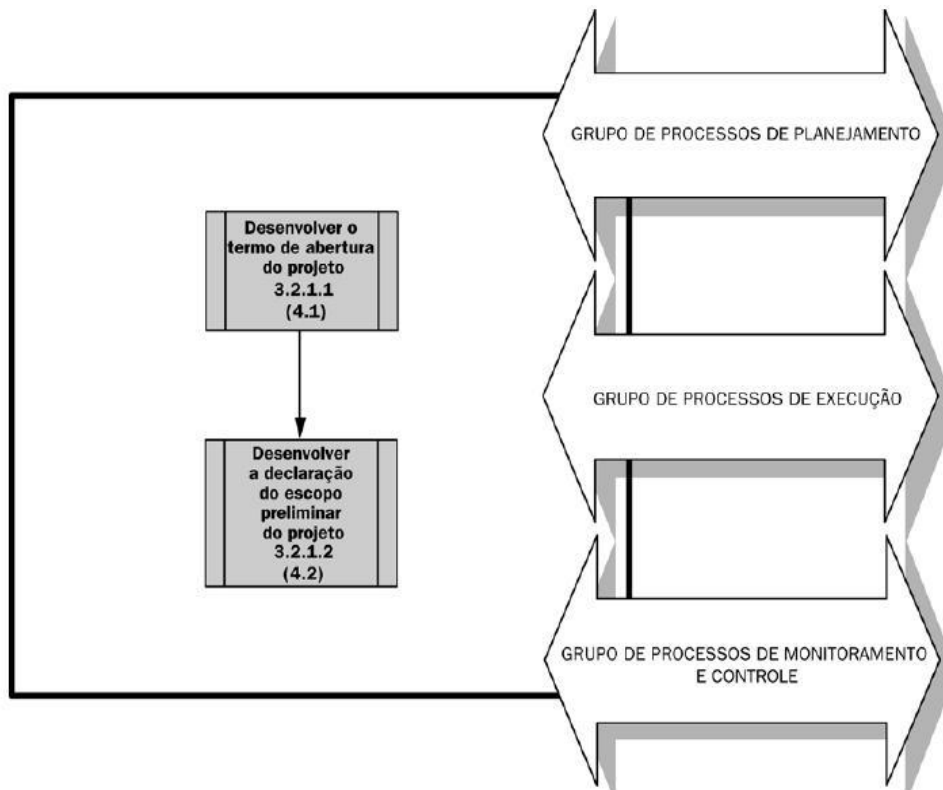 GRUPO DE PROCESSOS DE PLANEJAMENTO
Desenvolver o
termo de abertura
do projeto
3.2.1.1
(4.1)
GRUPO DE PROCESSOS DE EXECUÇÃO
Desenvolver
a declaração
do escopo
preliminar
do projeto
3.2.1.2
(4.2)
GRUPO DE PROCESSOS DE MONITORAMENTO
E CONTROLE